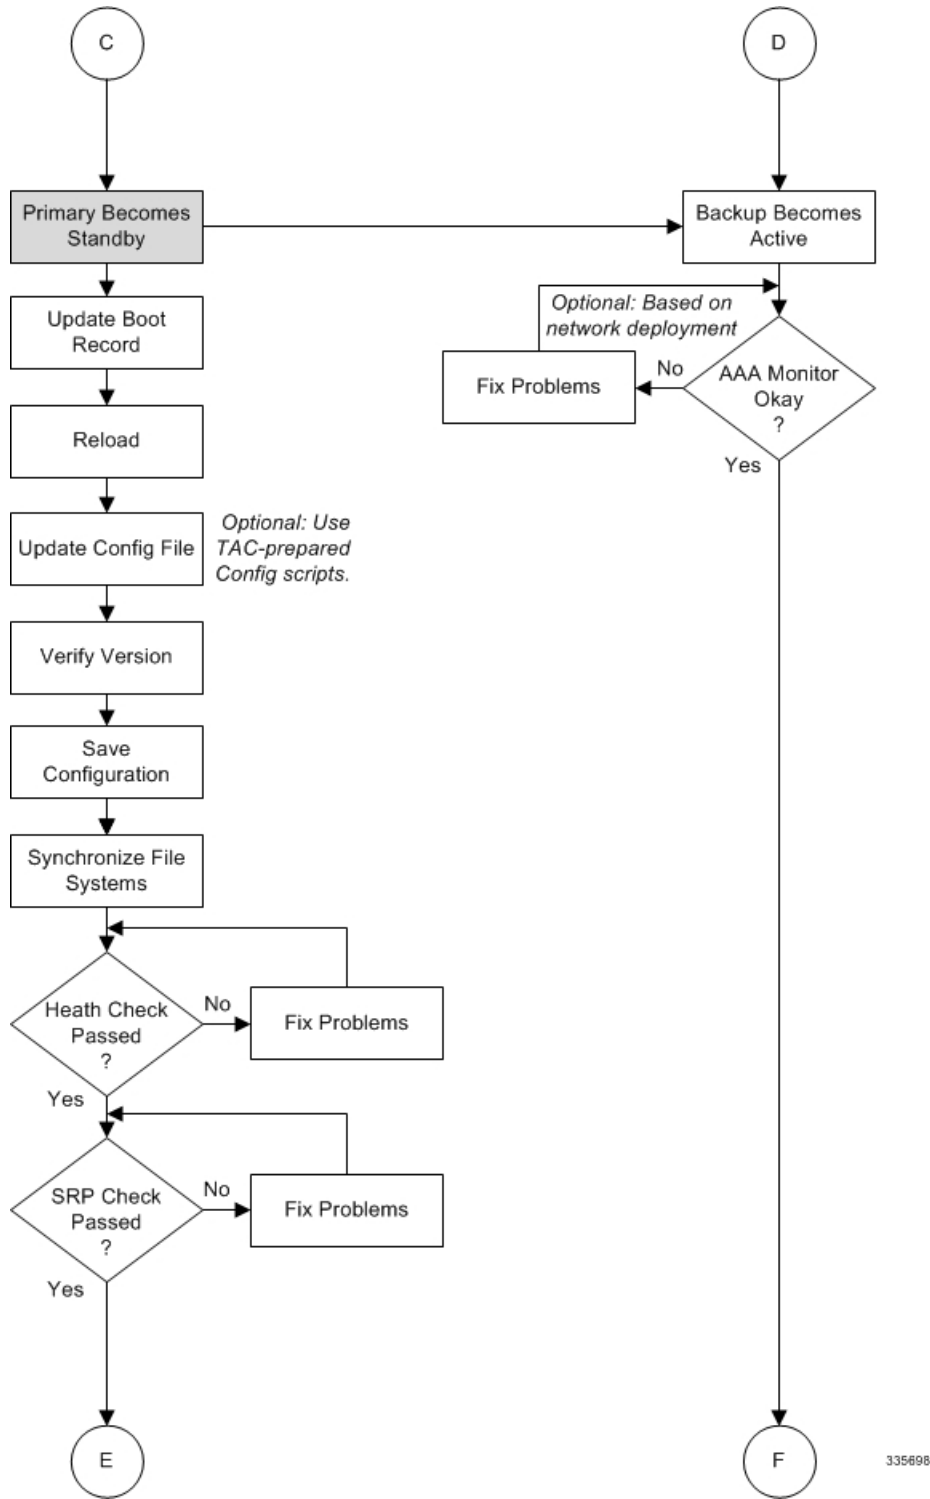 C
D
Primary Becomes
Standby
Backup Becomes
Active
Update Boot
Record
Optional: Based on
network deployment
Fix Problems
No
AAA Monitor
Okay
?
Yes
Reload
Update Config File
Optional: Use
TAC-prepared
Config scripts.
Verify Version
Save
Configuration
Synchronize File
Systems
Heath Check
Passed
?
No
Fix Problems
Yes
SRP Check
Passed
?
No
Fix Problems
Yes
E
F
335698